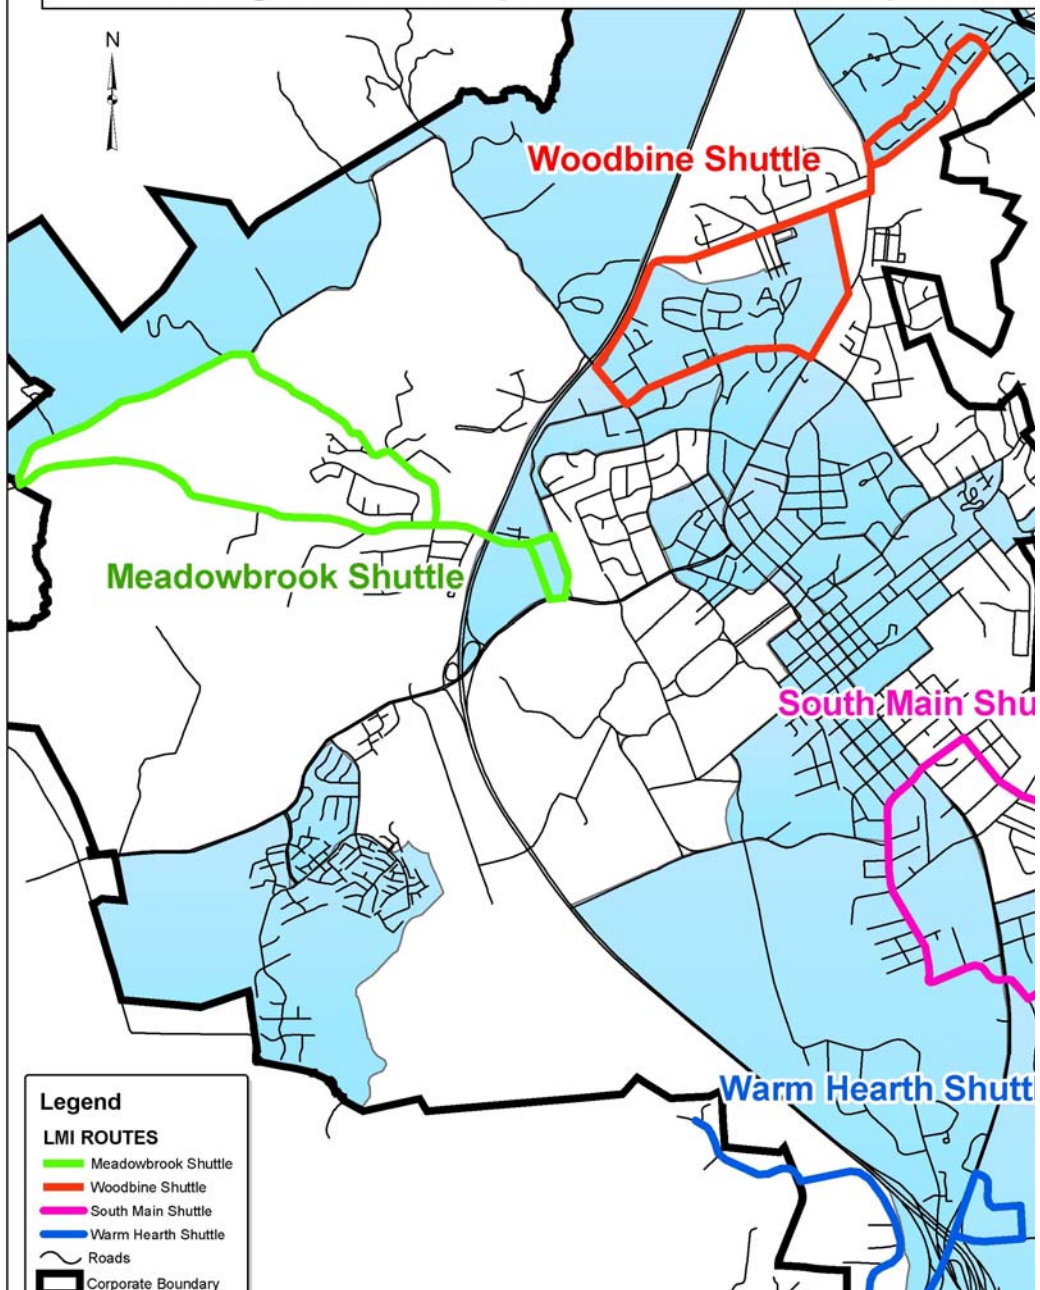 N
Woodbine Shuttle
Meadowbrook Shuttle
South Main Shu
Warm Hearth Shuttl
Legend
LMI ROUTES
Meadowbrook Shuttle
Woodbine Shuttle
South Main Shuttle
Warm Hearth Shuttle
Roads
Corporate Boundary